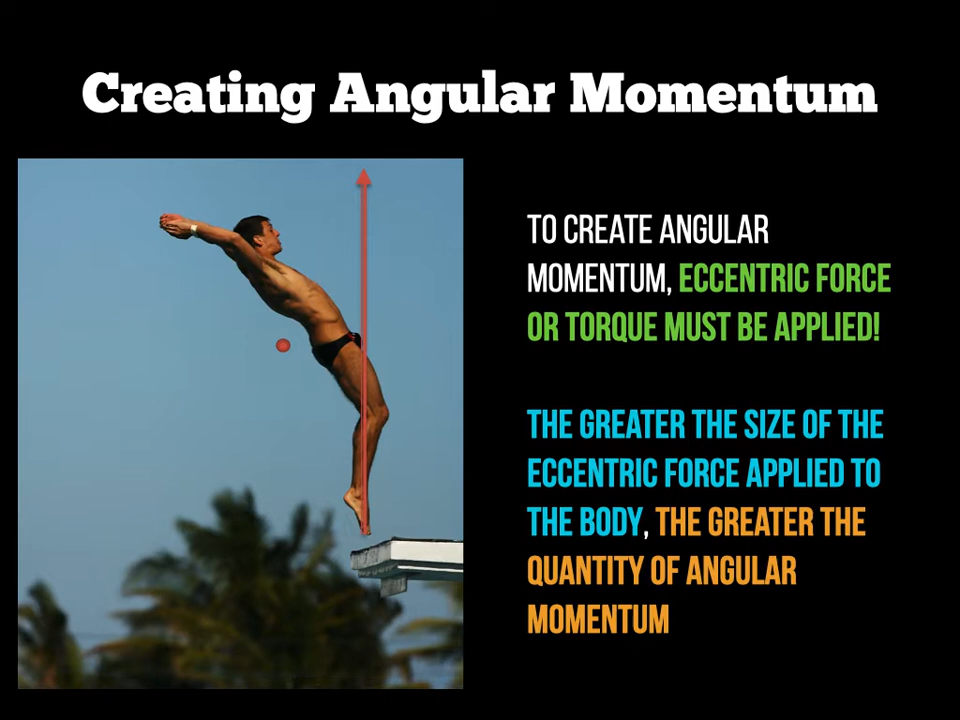 Creating Angular Momentum
TO CREATE ANGULAR
MOMENTUM, ECCENTRIC FORCE
OR TORQUE MUST BE APPLIED!
THE GREATER THE SIZE OF THE
ECCENTRIC FORCE APPLIED TO
THE BODY, THE GREATER THE
QUANTITY OF ANGULAR
MOMENTUM